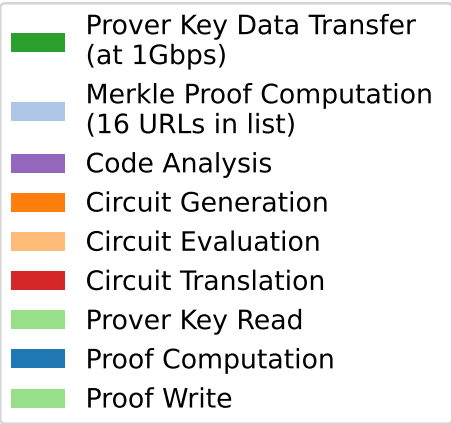 Prover Key Data Transfer
(at 1Gbps)
Merkle Proof Computation
(16 URLs in list)
Code Analysis
Circuit Generation
Circuit Evaluation
Circuit Translation
Prover Key Read
Proof Computation
Proof Write